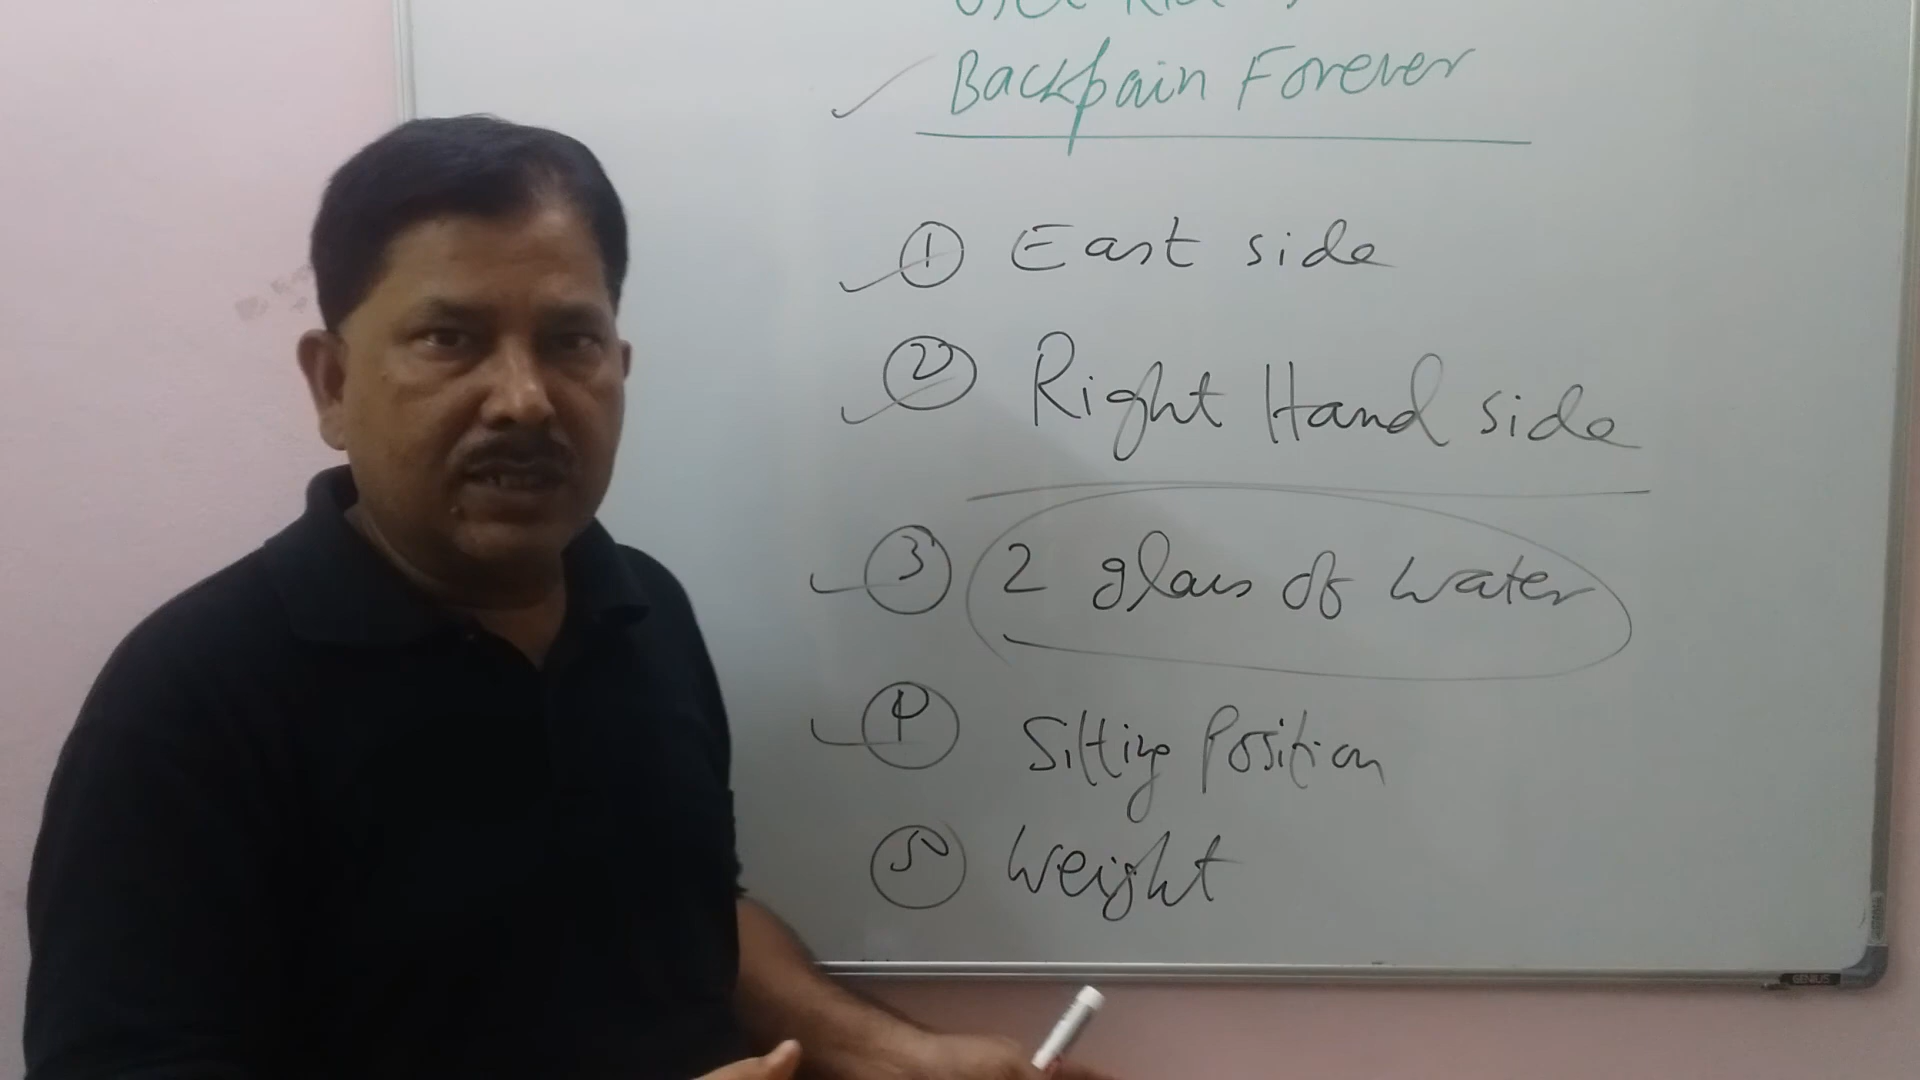 Backpain Forever
1 East side
2 Right Hand side
3 2 glass of water
4 Sitting Position
5 Weight
GENIUS